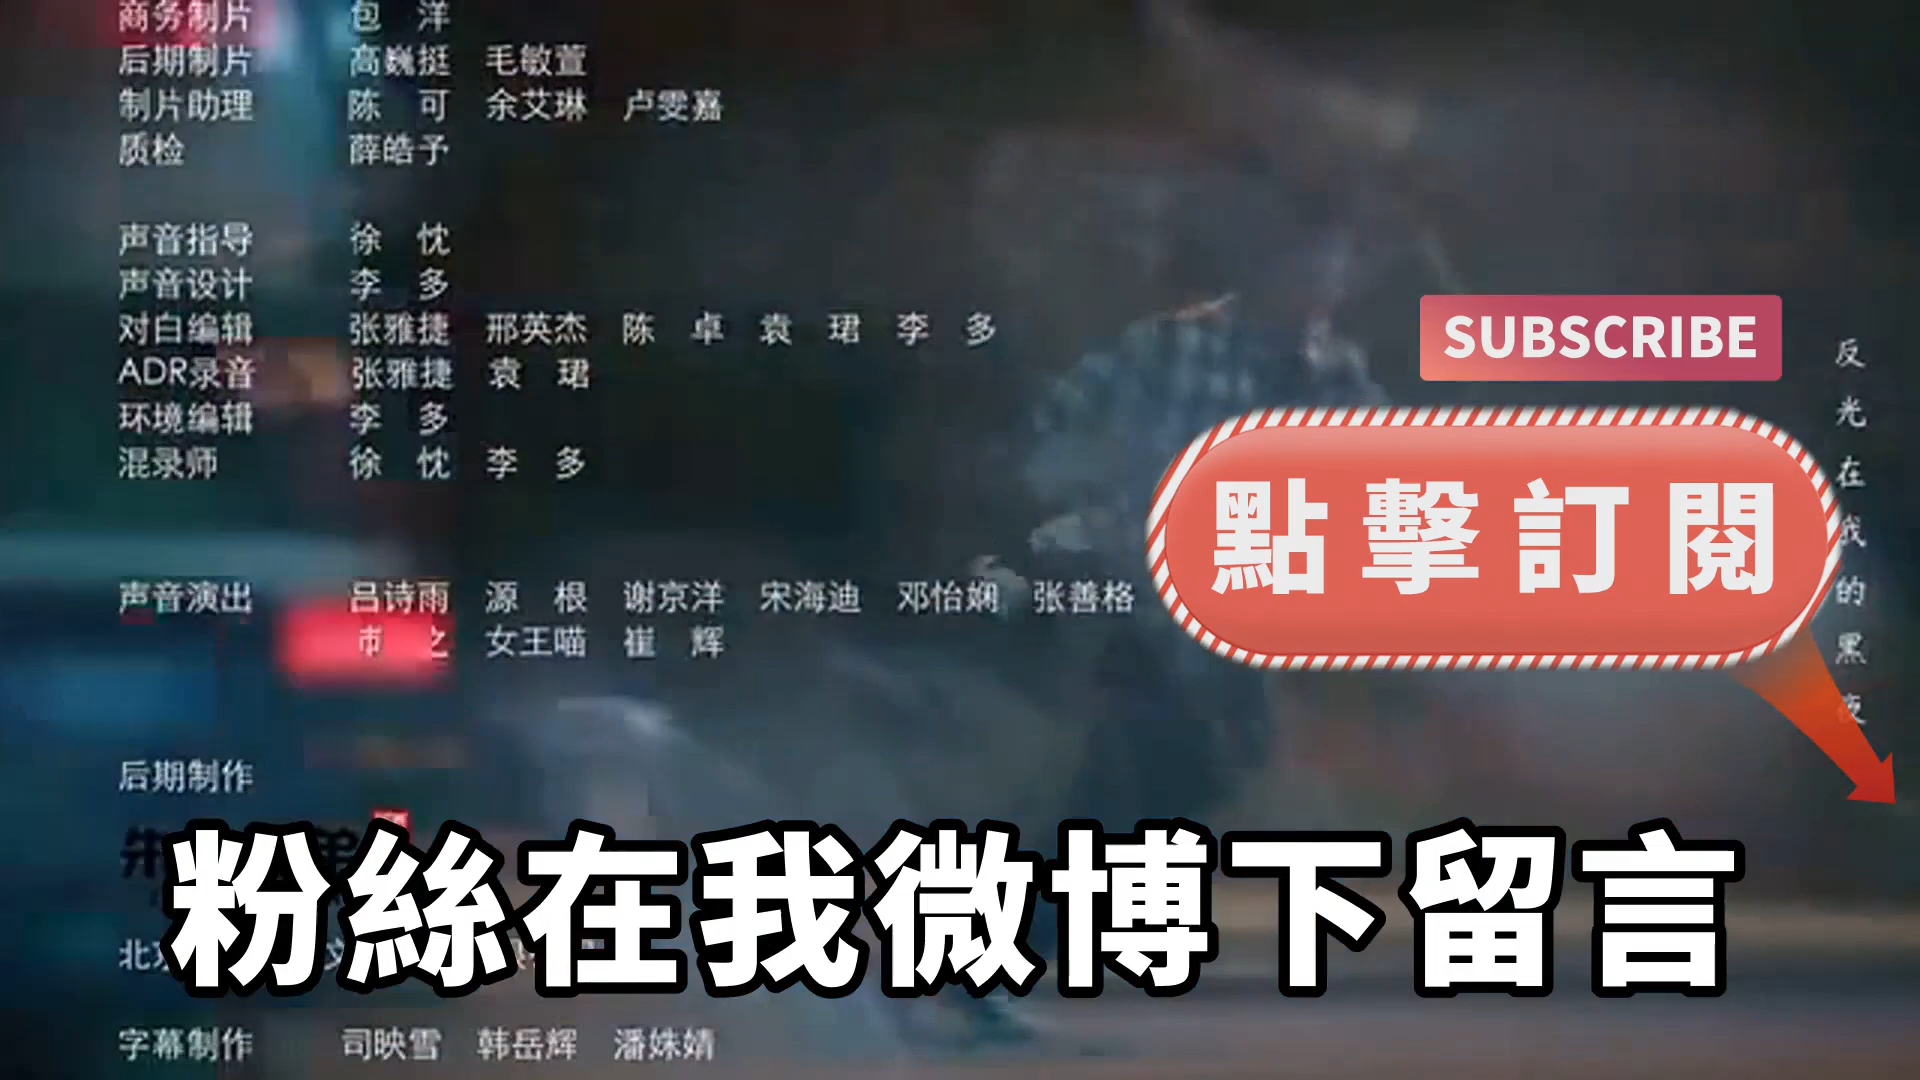 商务制片 包 洋
后期制片 高巍挺 毛敏萱
制片助理 陈 可 余艾琳 卢雯嘉
质检 薛皓予
声音指导 徐 忱
声音设计 李 多
对白编辑 张雅捷 邢英杰 陈 卓 袁 珺 李 多
ADR录音 张雅捷 袁 珺
环境编辑 李 多
混录师 徐 忱 李 多
声音演出 吕诗雨 源 根 谢京洋 宋海迪 邓怡娴 张善格
女王喵 崔 辉
后期制作
字幕制作 司映雪 韩岳辉 潘姝婧
SUBSCRIBE
點擊訂閱
反光在我的黑夜
粉絲在我微博下留言